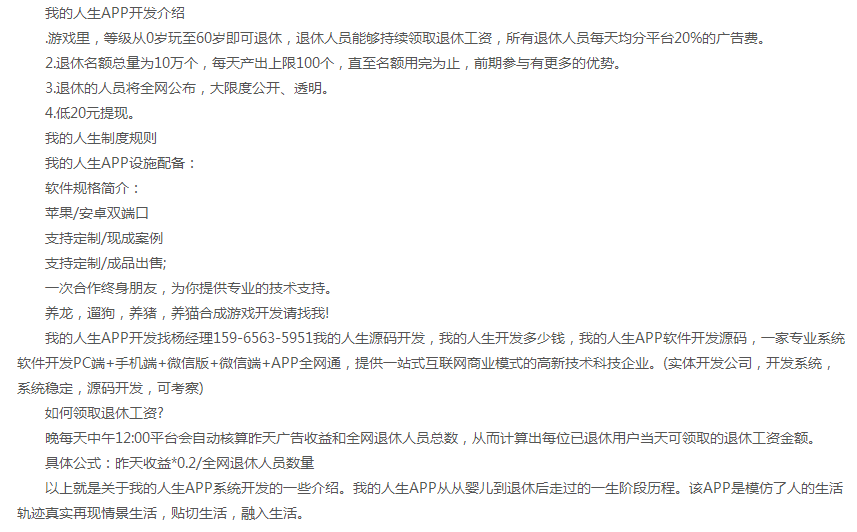 我的人生APP开发介绍
.游戏里，等级从0岁玩至60岁即可退休，退休人员能够持续领取退休工资，所有退休人员每天均分平台20%的广告费。
2.退休名额总量为10万个，每天产出上限100个，直至名额用完为止，前期参与有更多的优势。
3.退休的人员将全网公布，大限度公开、透明。
4.低20元提现。
我的人生制度规则
我的人生APP设施配备：
软件规格简介：
苹果/安卓双端口
支持定制/现成案例
支持定制/成品出售;
一次合作终身朋友，为你提供专业的技术支持。
养龙，遛狗，养猪，养猫合成游戏开发请找我!
我的人生APP开发找杨经理159-6563-5951我的人生源码开发，我的人生开发多少钱，我的人生APP软件开发源码，一家专业系统
软件开发PC端+手机端+微信版+微信端+APP全网通，提供一站式互联网商业模式的高新技术科技企业。(实体开发公司，开发系统，
系统稳定，源码开发，可考察)
如何领取退休工资?
晚每天中午12:00平台会自动核算昨天广告收益和全网退休人员总数，从而计算出每位已退休用户当天可领取的退休工资金额。
具体公式：昨天收益*0.2/全网退休人员数量
以上就是关于我的人生APP系统开发的一些介绍。我的人生APP从从婴儿到退休后走过的一生阶段历程。该APP是模仿了人的生活
轨迹真实再现情景生活，贴切生活，融入生活。